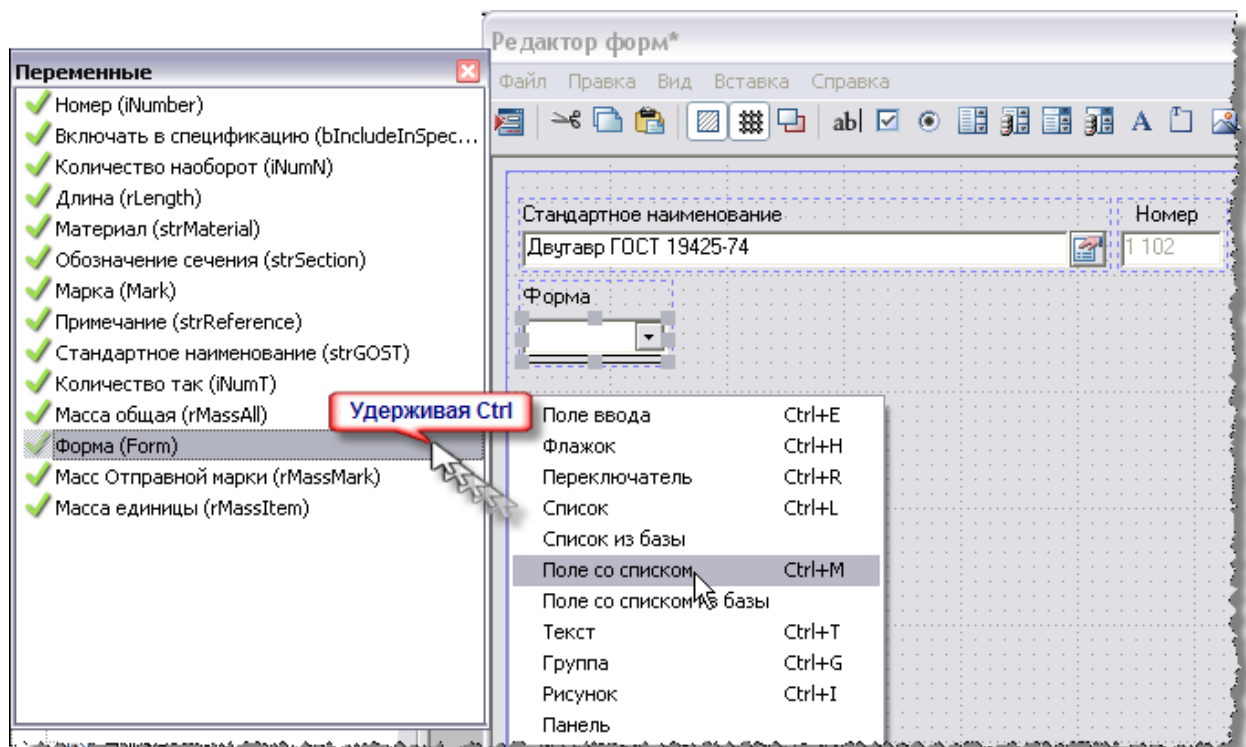 Переменные
Номер (iNumber)
Включать в спецификацию (bIncludeInSpec...
Количество наоборот (iNumN)
Длина (rLength)
Материал (strMaterial)
Обозначение сечения (strSection)
Марка (Mark)
Примечание (strReference)
Стандартное наименование (strGOST)
Количество так (iNumT)
Масса общая (rMassAll)
Форма (Form)
Масс Отправной марки (rMassMark)
Масса единицы (rMassItem)
Удерживая Ctrl
Редактор форм*
Файл Правка Вид Вставка Справка
ab| A
Стандартное наименование Номер
Двутавр ГОСТ 19425-74 1 102
Форма
Поле ввода Ctrl+E
Флажок Ctrl+H
Переключатель Ctrl+R
Список Ctrl+L
Список из базы
Поле со списком Ctrl+M
Поле со списком из базы
Текст Ctrl+T
Группа Ctrl+G
Рисунок Ctrl+I
Панель